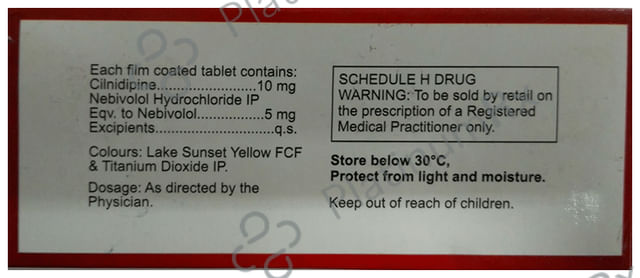 Each film coated tablet contains:
Cilnidipine.......................10 mg
Nebivolol Hydrochloride IP
Eqv. to Nebivolol...............5 mg
Excipients..........................q.s.
Colours: Lake Sunset Yellow FCF
& Titanium Dioxide IP.
Dosage: As directed by the
Physician.
SCHEDULE H DRUG
WARNING: To be sold by retail on
the prescription of a Registered
Medical Practitioner only.
Store below 30°C,
Protect from light and moisture.
Keep out of reach of children.